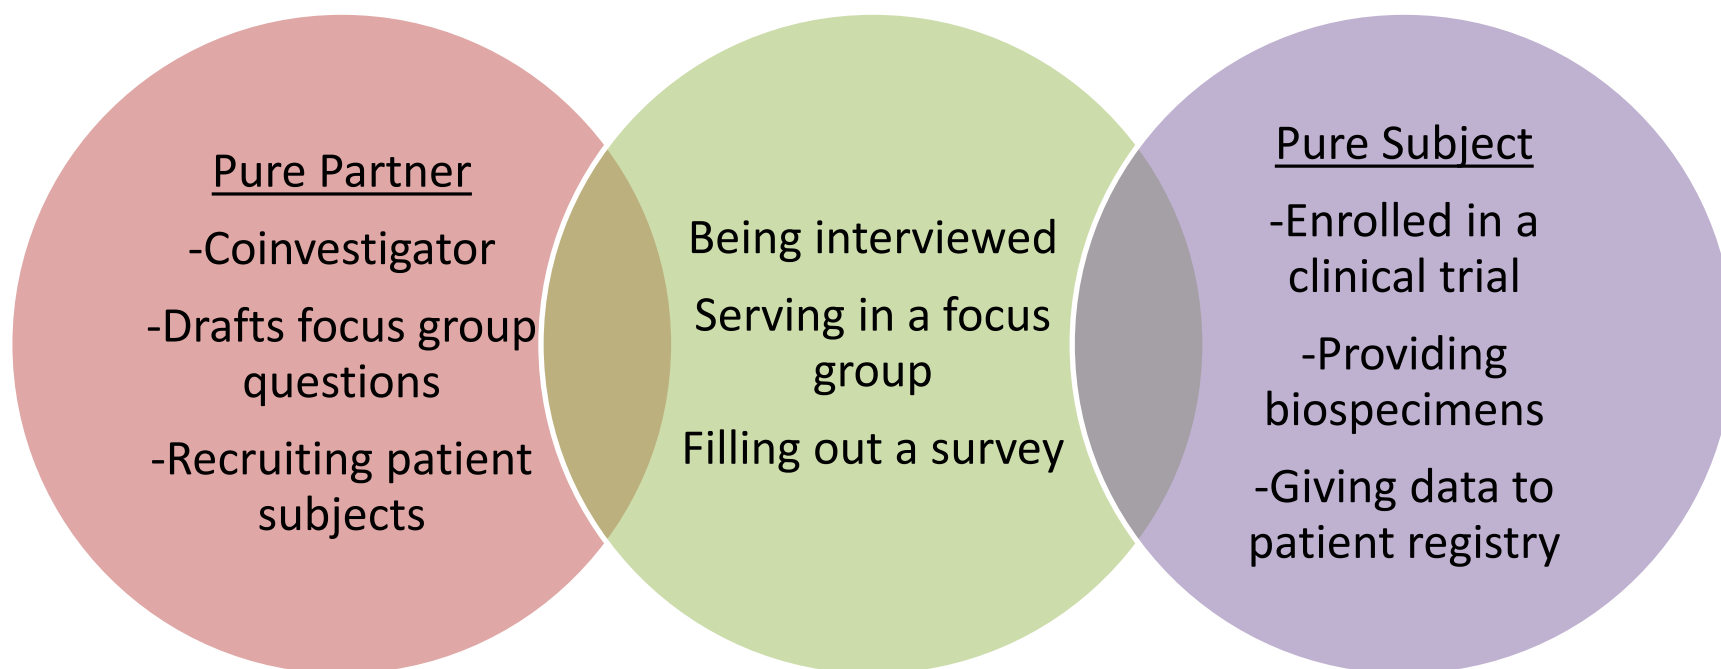 Pure Partner
-Coinvestigator
-Drafts focus group
questions
-Recruiting patient
subjects
Being interviewed
Serving in a focus
group
Filling out a survey
Pure Subject
-Enrolled in a
clinical trial
-Providing
biospecimens
-Giving data to
patient registry